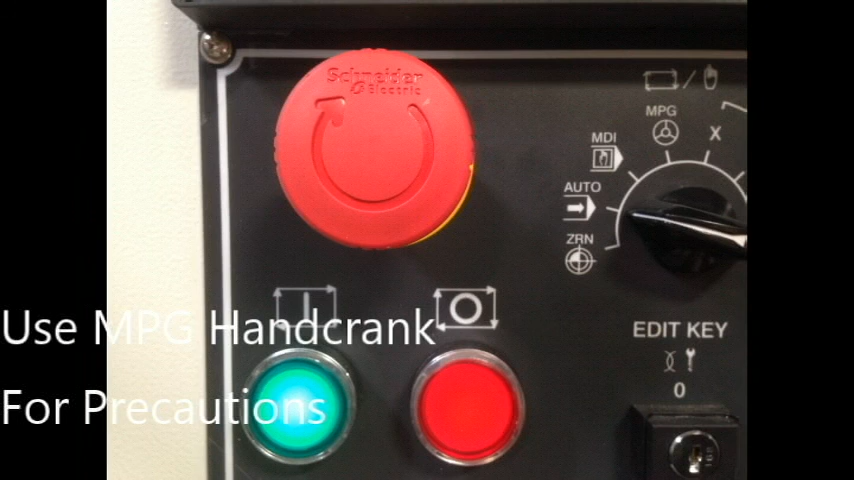 Schneider
Electric
MPG
X
MDI
AUTO
ZRN
Use MPG Handcrank
EDIT KEY
0
For Precautions